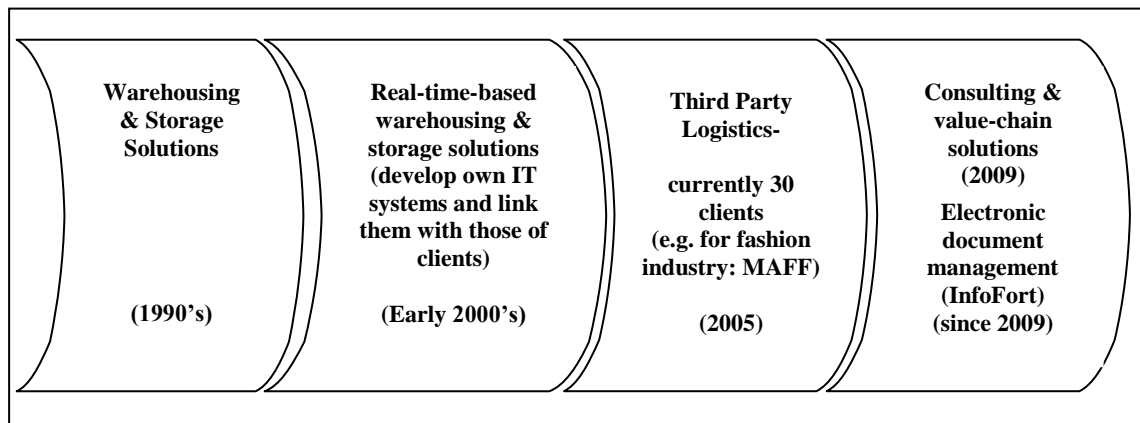 Warehousing
& Storage
Solutions
(1990’s)
Real-time-based
warehousing &
storage solutions
(develop own IT
systems and link
them with those of
clients)
(Early 2000’s)
Third Party
Logistics-
currently 30
clients
(e.g. for fashion
industry: MAFF)
(2005)
Consulting &
value-chain
solutions
(2009)
Electronic
document
management
(InfoFort)
(since 2009)